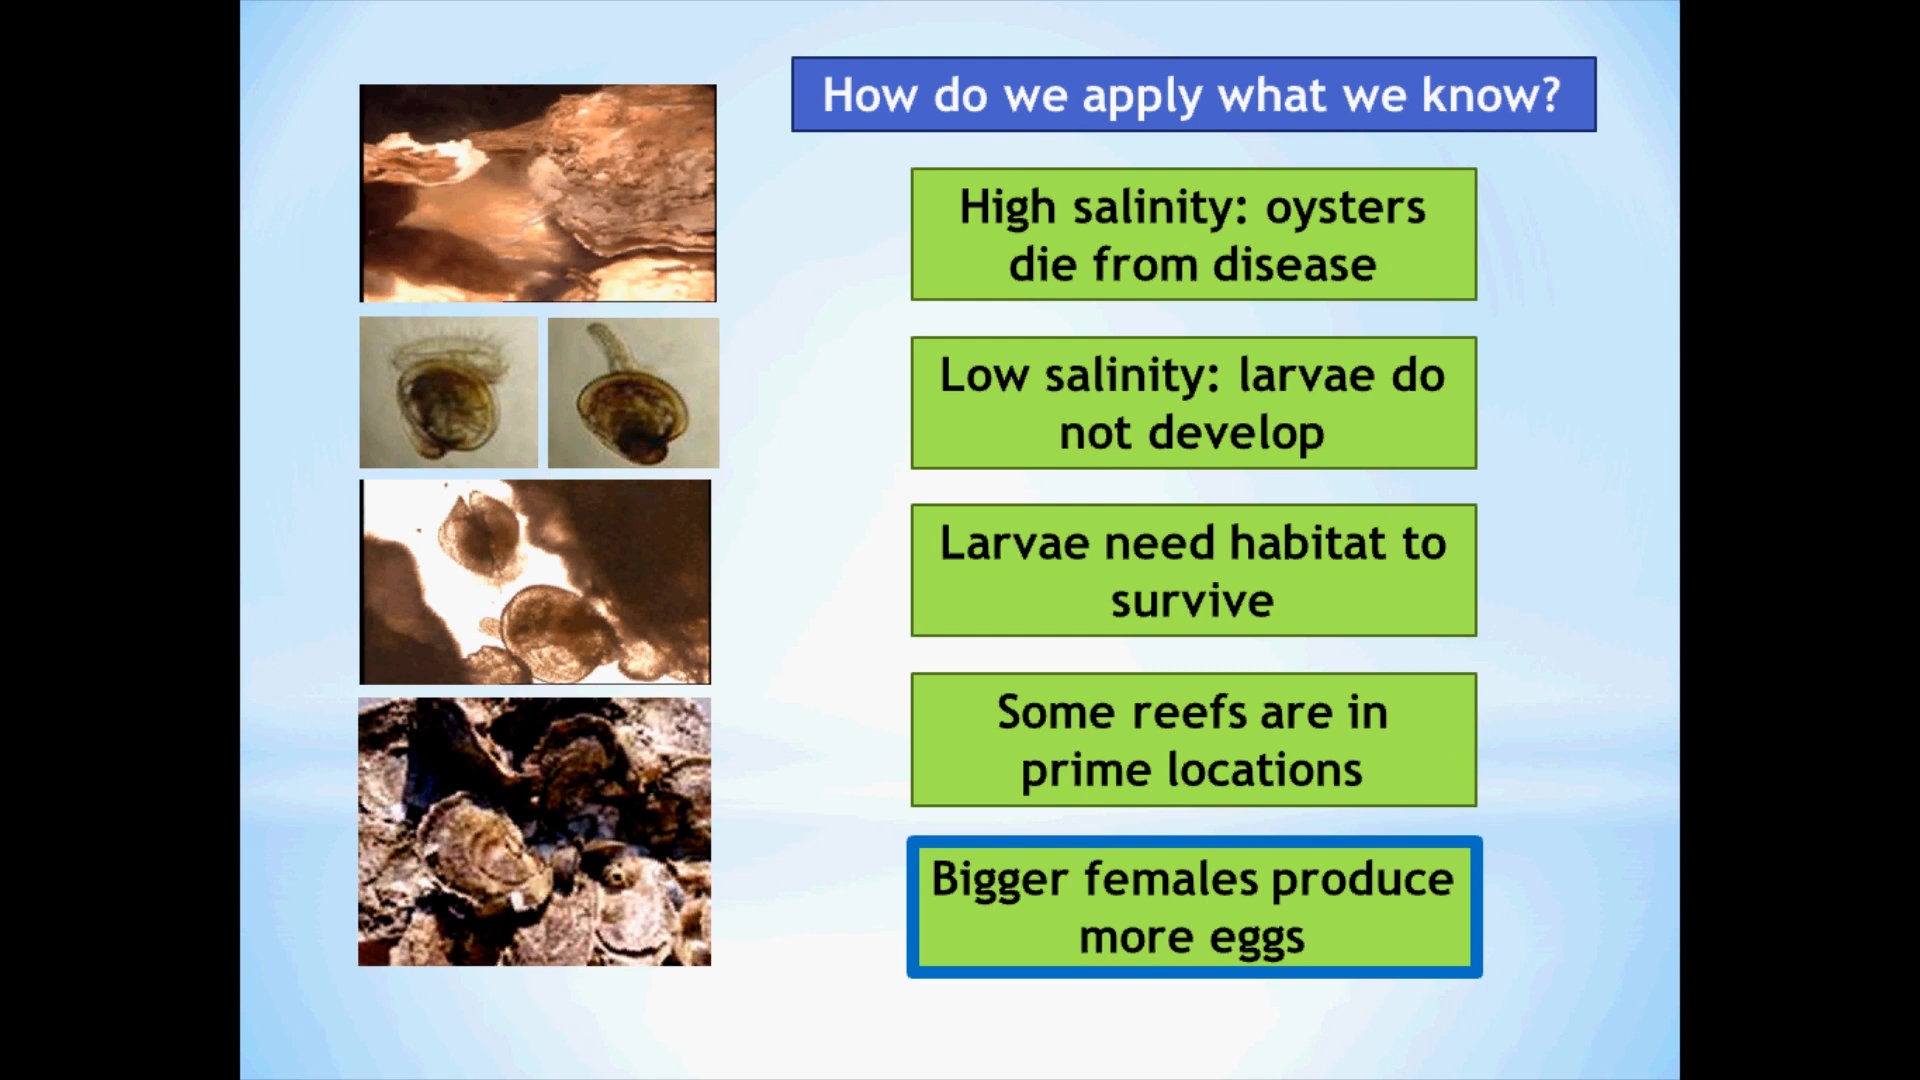 How do we apply what we know?
High salinity: oysters
die from disease
Low salinity: larvae do
not develop
Larvae need habitat to
survive
Some reefs are in
prime locations
Bigger females produce
more eggs